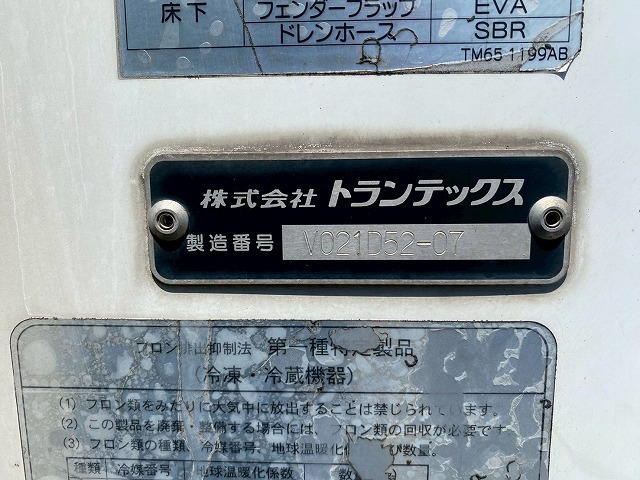 床下 フェンダーフラップ EVA
ドレンホース SBR
TM65 1199AB
株式会社 トランテックス
製造番号 V021D52-07
フロン排出抑制法 第一種特定製品
(冷凍・冷蔵機器)
(1) フロン類をみだりに大気中に放出することは禁じられています。
(2) この製品を廃棄・整備する場合には、フロン類の回収が必要です。
(3) フロン類の種類、冷媒番号、地球温暖化 び数量。
種類 冷媒番号 地球温暖化係数 数